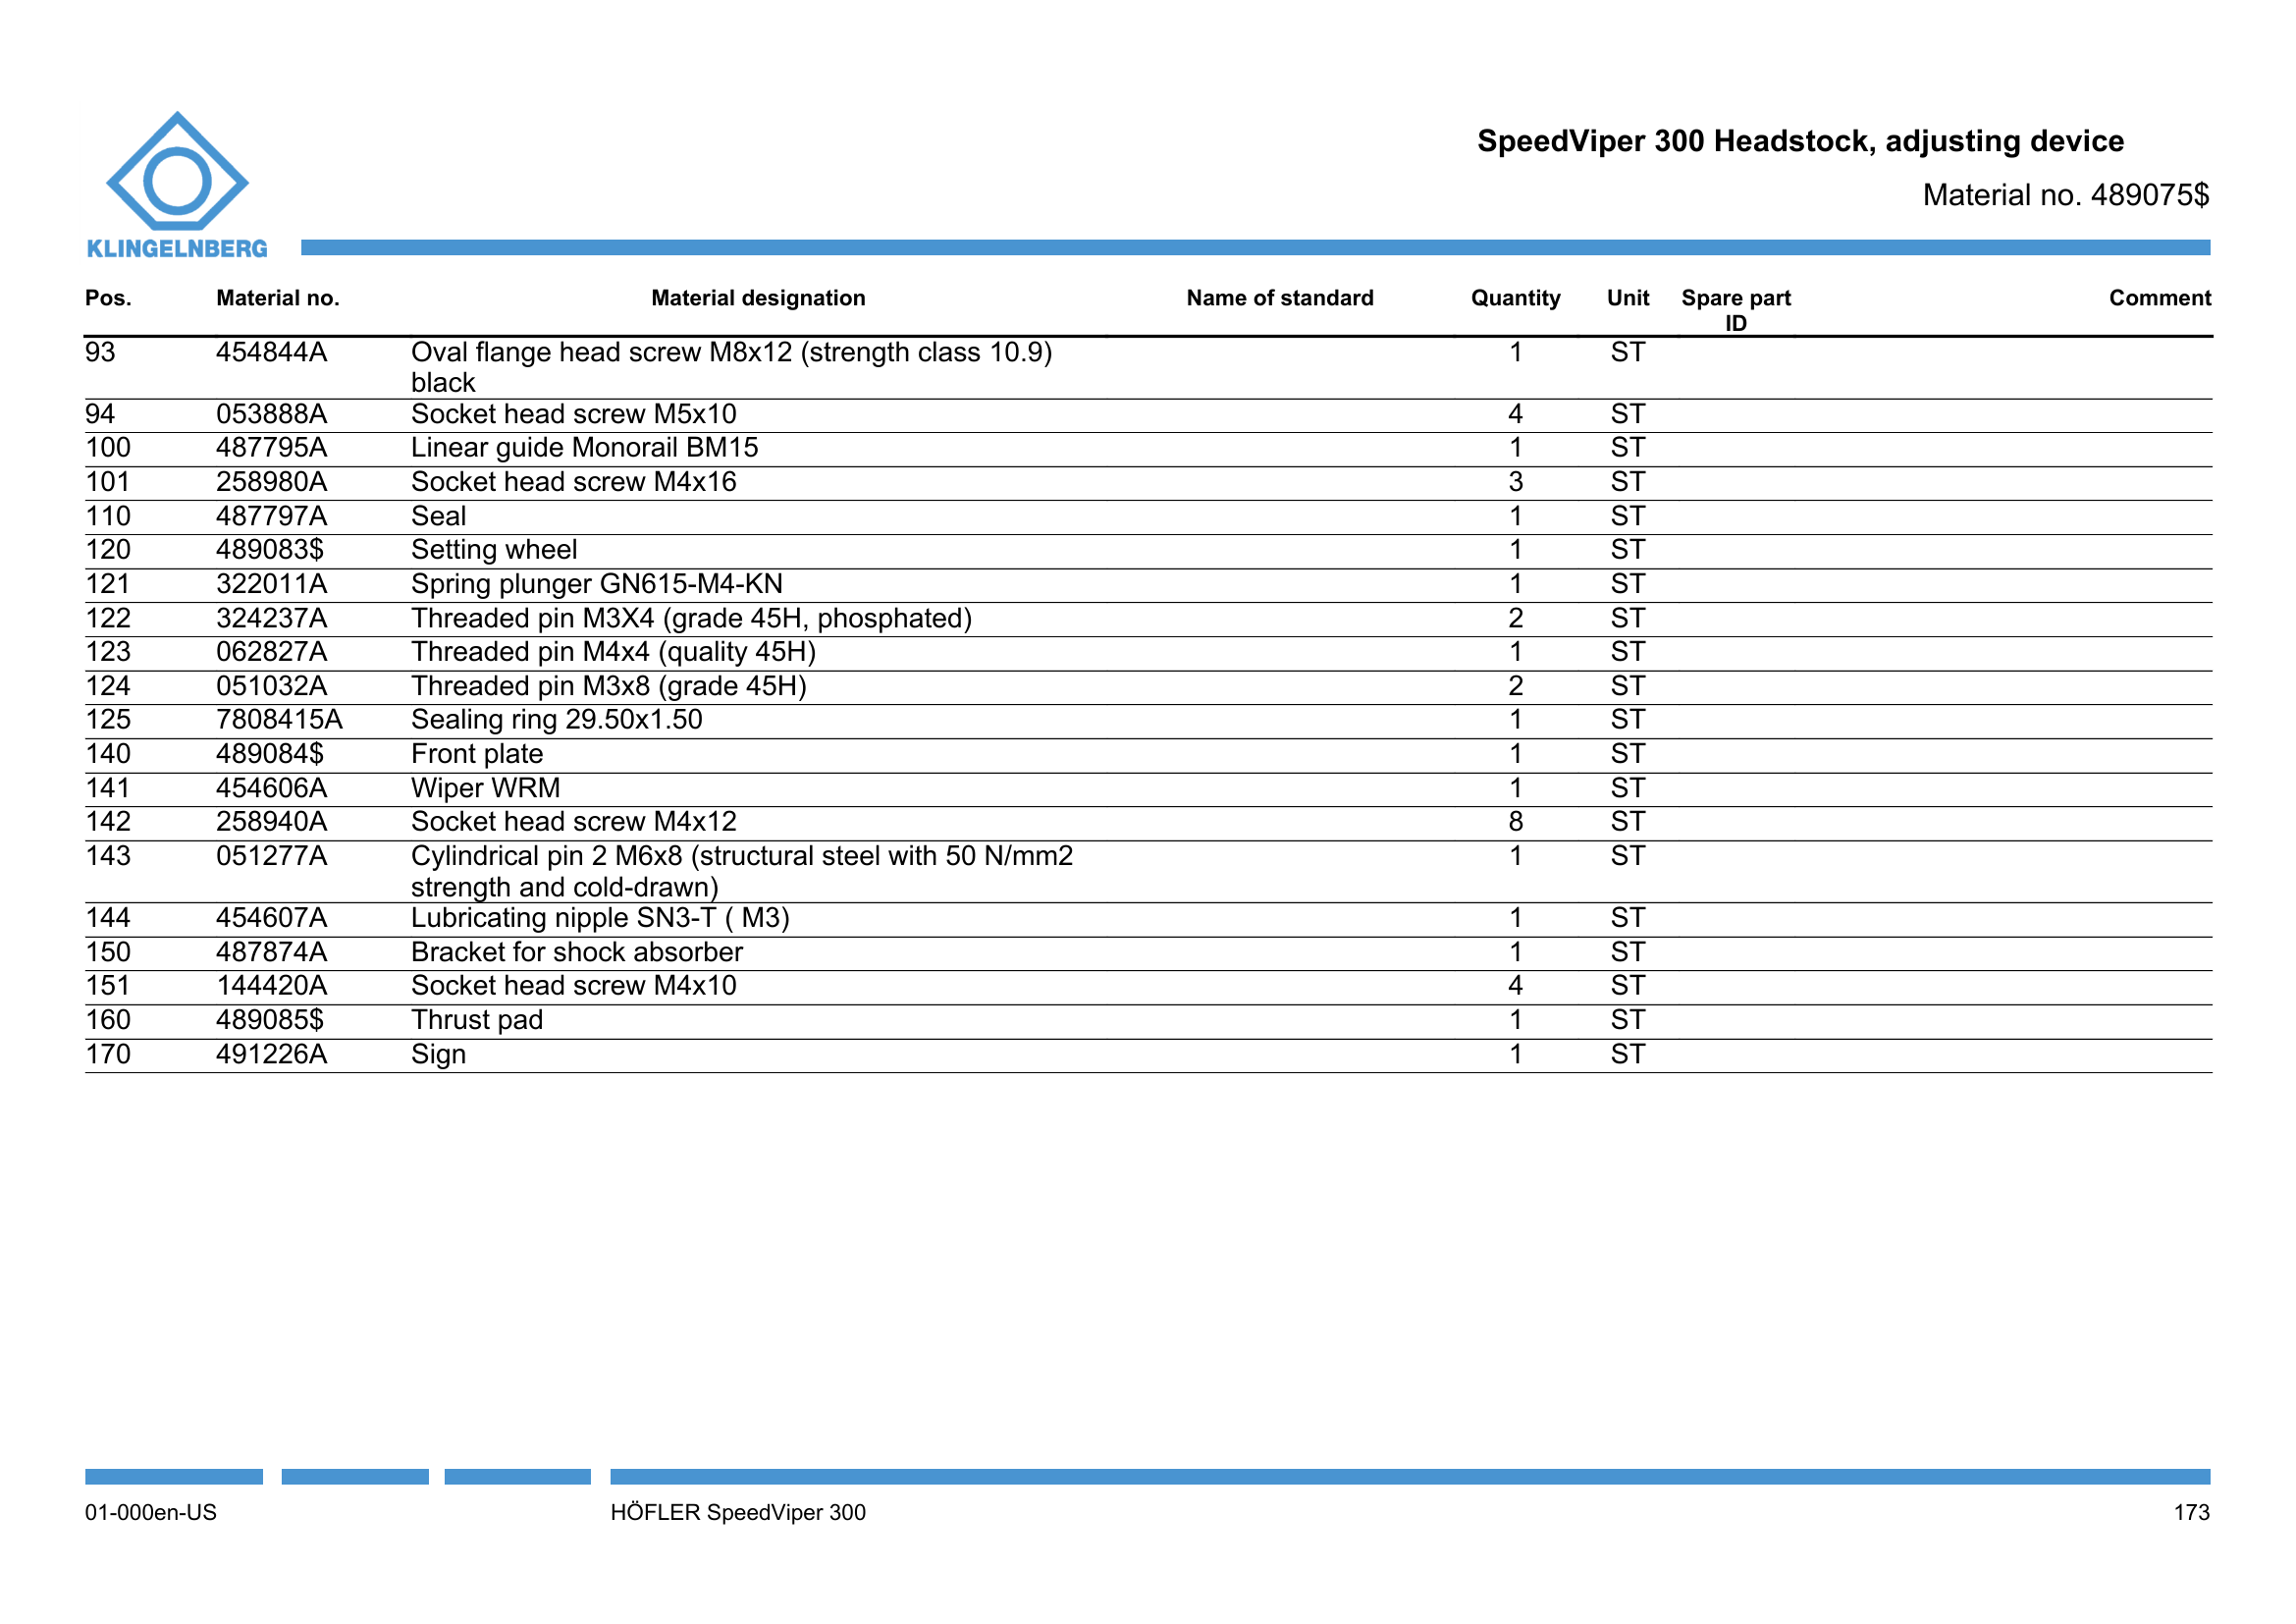 KLINGELNBERG
SpeedViper 300 Headstock, adjusting device
Material no. 489075$
Pos. Material no. Material designation Name of standard Quantity Unit Spare part ID Comment
93 454844A Oval flange head screw M8x12 (strength class 10.9) 1 ST
black
94 053888A Socket head screw M5x10 4 ST
100 487795A Linear guide Monorail BM15 1 ST
101 258980A Socket head screw M4x16 3 ST
110 487797A Seal 1 ST
120 489083$ Setting wheel 1 ST
121 322011A Spring plunger GN615-M4-KN 1 ST
122 324237A Threaded pin M3X4 (grade 45H, phosphated) 2 ST
123 062827A Threaded pin M4x4 (quality 45H) 1 ST
124 051032A Threaded pin M3x8 (grade 45H) 2 ST
125 7808415A Sealing ring 29.50x1.50 1 ST
140 489084$ Front plate 1 ST
141 454606A Wiper WRM 1 ST
142 258940A Socket head screw M4x12 8 ST
143 051277A Cylindrical pin 2 M6x8 (structural steel with 50 N/mm2 1 ST
strength and cold-drawn)
144 454607A Lubricating nipple SN3-T ( M3) 1 ST
150 487874A Bracket for shock absorber 1 ST
151 144420A Socket head screw M4x10 4 ST
160 489085$ Thrust pad 1 ST
170 491226A Sign 1 ST
01-000en-US HÖFLER SpeedViper 300 173